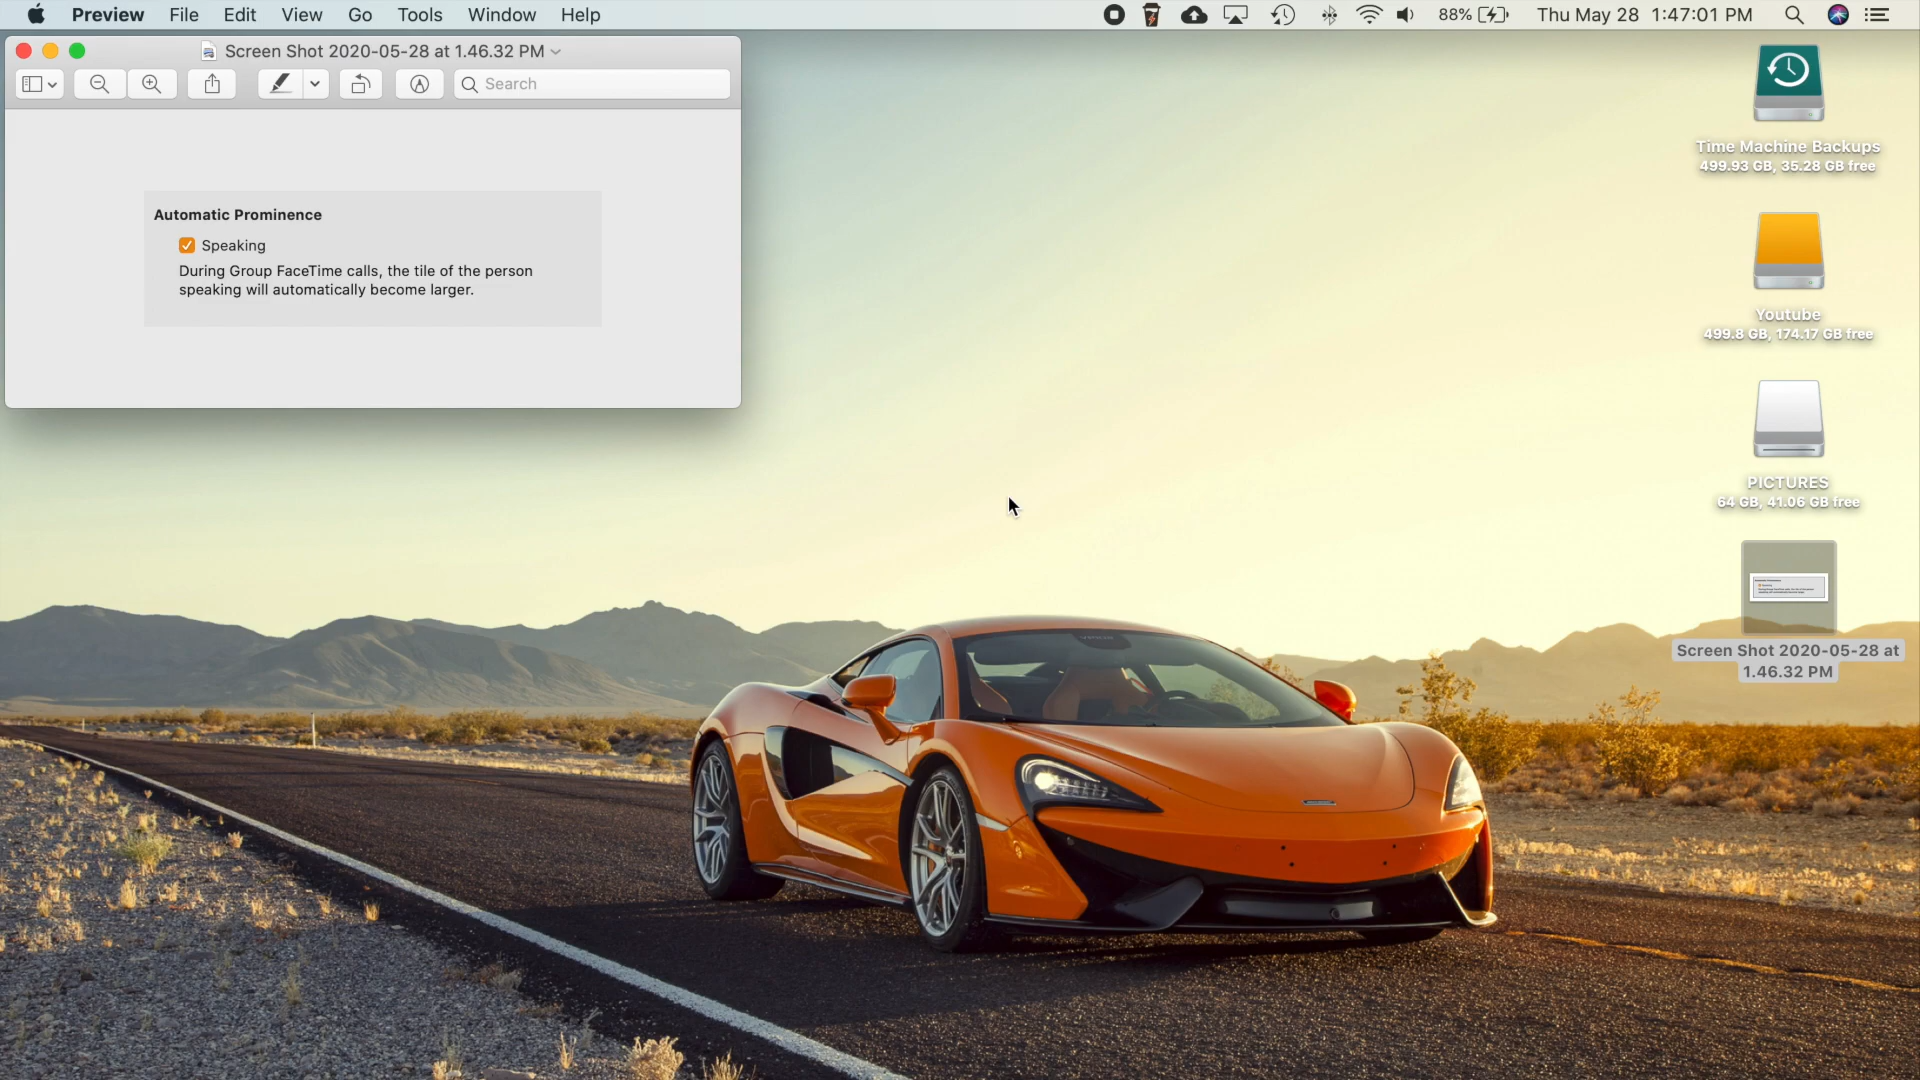 Preview File Edit View Go Tools Window Help
88% Thu May 28 1:47:01 PM
Screen Shot 2020-05-28 at 1.46.32 PM
Search
Automatic Prominence
Speaking
During Group FaceTime calls, the tile of the person
speaking will automatically become larger.
Time Machine Backups
499.93 GB, 35.28 GB free
Youtube
499.8 GB, 174.17 GB free
PICTURES
64 GB, 41.06 GB free
Screen Shot 2020-05-28 at
1.46.32 PM